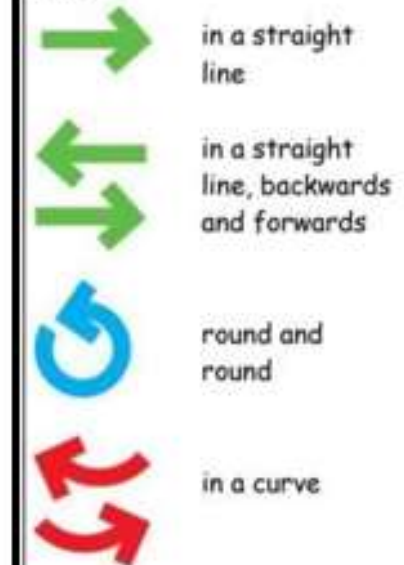 in a straight
line
in a straight
line, backwards
and forwards
round and
round
in a curve